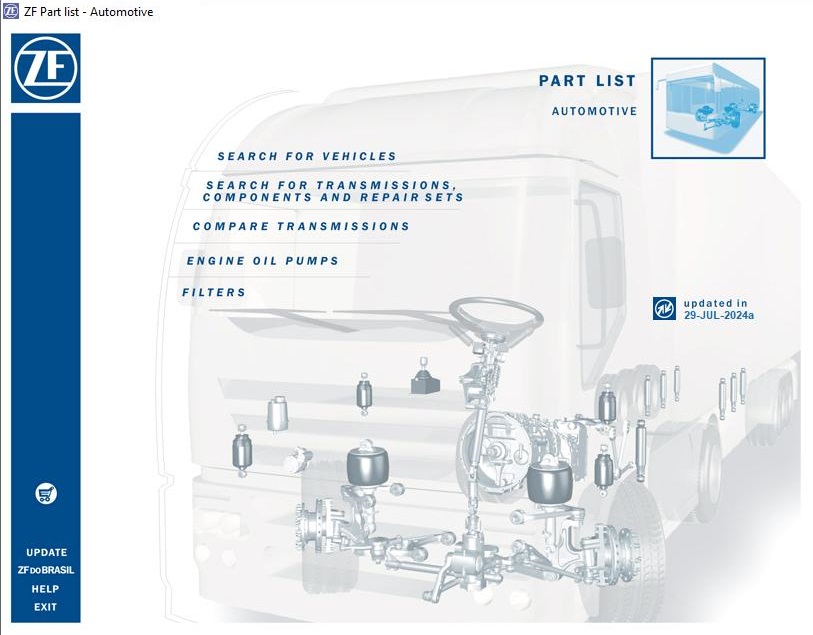 ZF Part list - Automotive
ZF
PART LIST
AUTOMOTIVE
SEARCH FOR VEHICLES
SEARCH FOR TRANSMISSIONS,
COMPONENTS AND REPAIR SETS
COMPARE TRANSMISSIONS
ENGINE OIL PUMPS
FILTERS
updated in
29-JUL-2024a
UPDATE
ZFDOBRASIL
HELP
EXIT